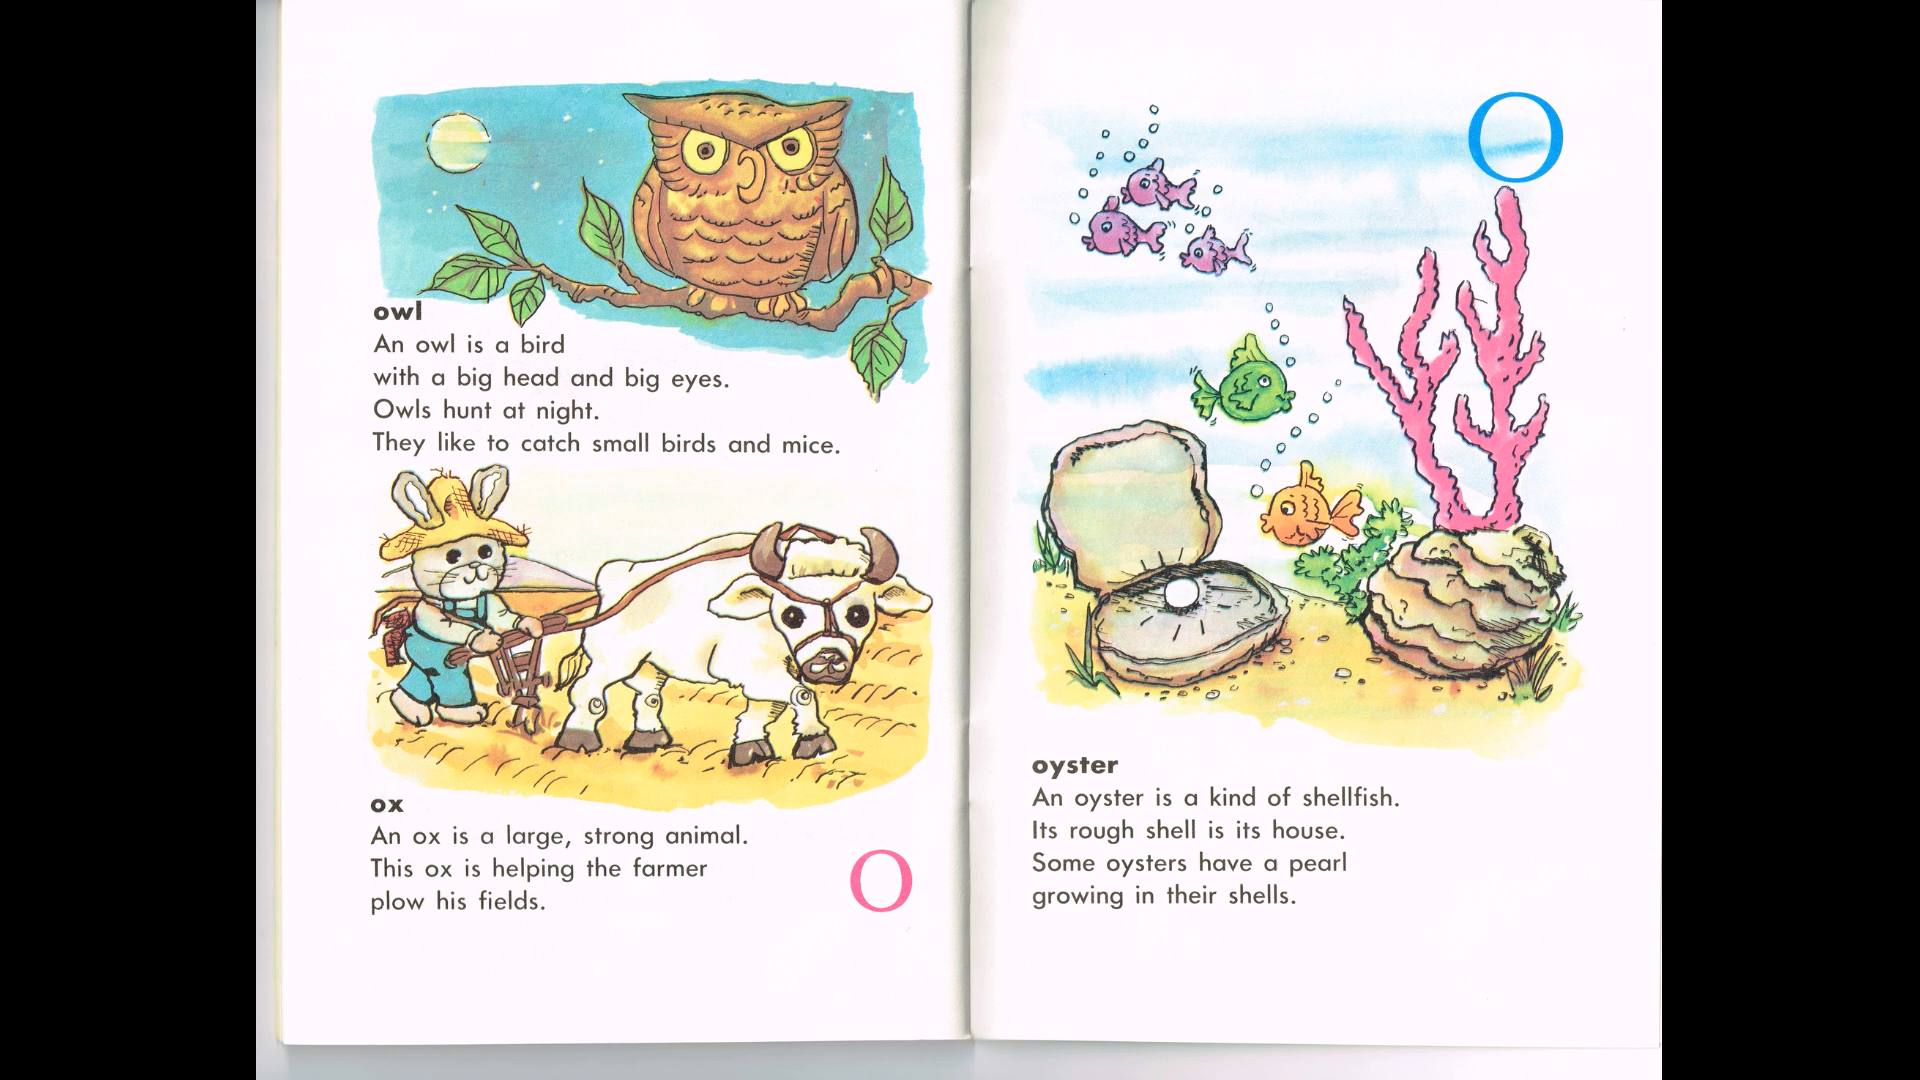 owl
An owl is a bird
with a big head and big eyes.
Owls hunt at night.
They like to catch small birds and mice.
ox
An ox is a large, strong animal.
This ox is helping the farmer
plow his fields.
O
O
oyster
An oyster is a kind of shellfish.
Its rough shell is its house.
Some oysters have a pearl
growing in their shells.